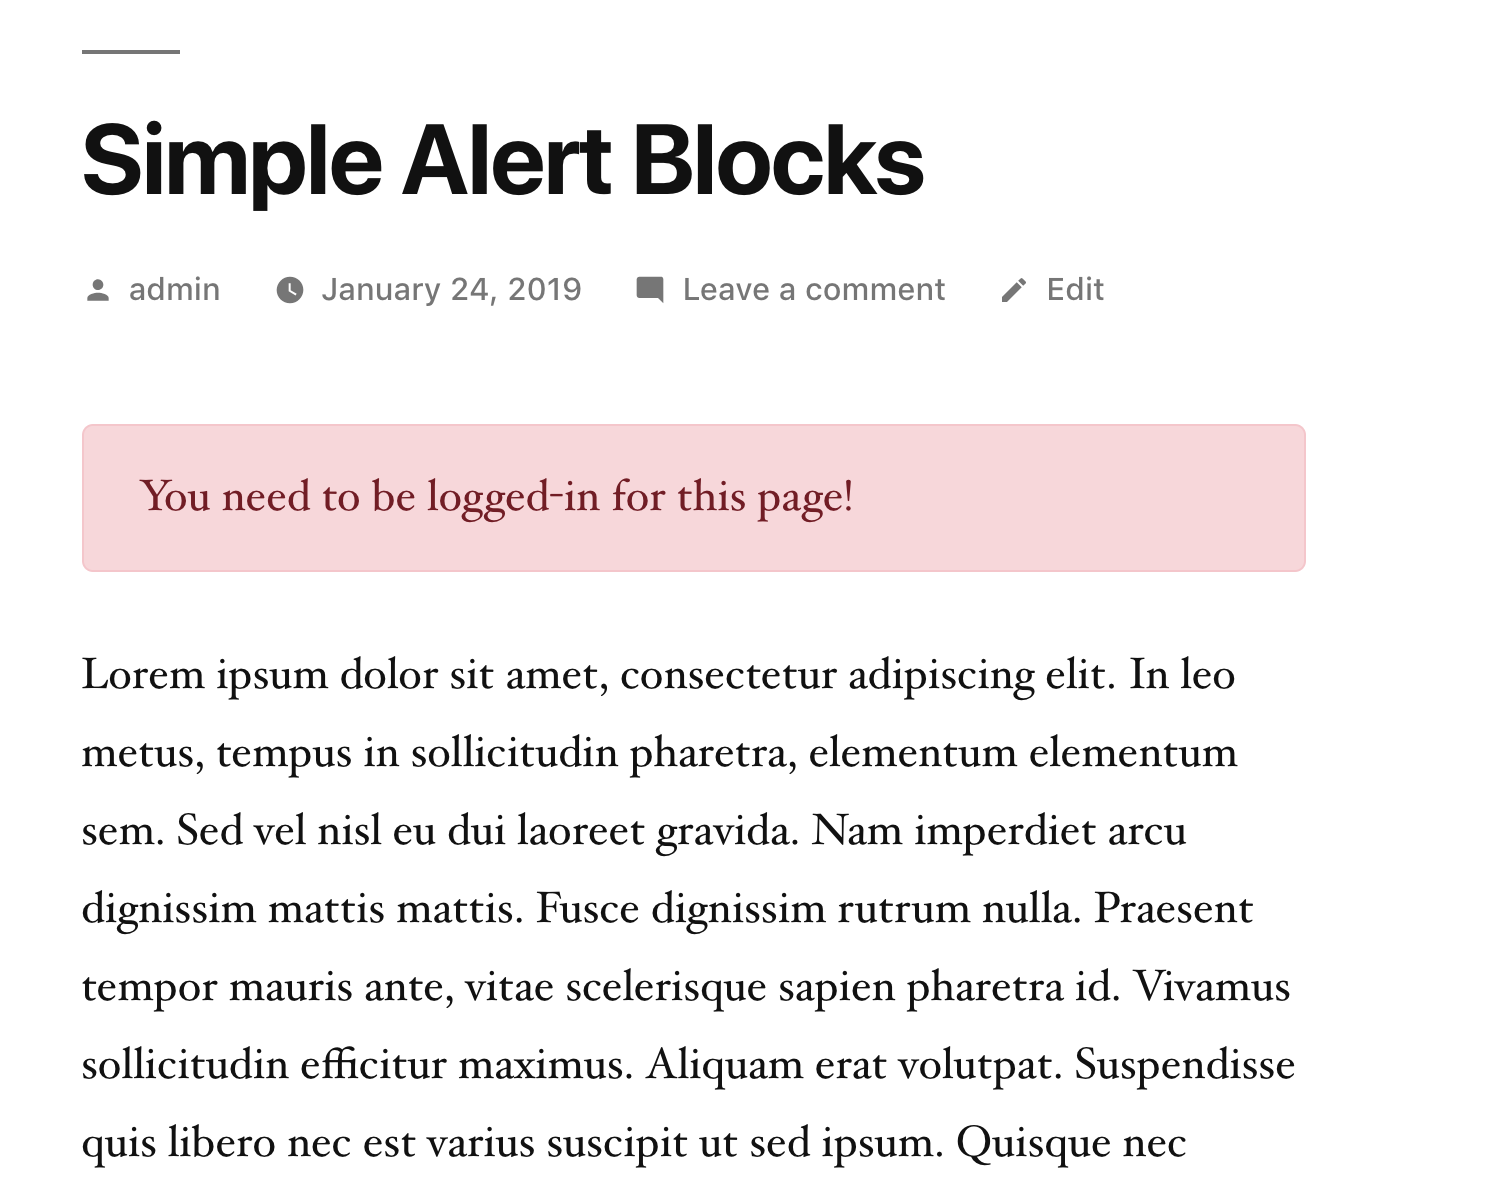 Simple Alert Blocks
admin January 24, 2019 Leave a comment Edit
You need to be logged-in for this page!
Lorem ipsum dolor sit amet, consectetur adipiscing elit. In leo
metus, tempus in sollicitudin pharetra, elementum elementum
sem. Sed vel nisl eu dui laoreet gravida. Nam imperdiet arcu
dignissim mattis mattis. Fusce dignissim rutrum nulla. Praesent
tempor mauris ante, vitae scelerisque sapien pharetra id. Vivamus
sollicitudin efficitur maximus. Aliquam erat volutpat. Suspendisse
quis libero nec est varius suscipit ut sed ipsum. Quisque nec